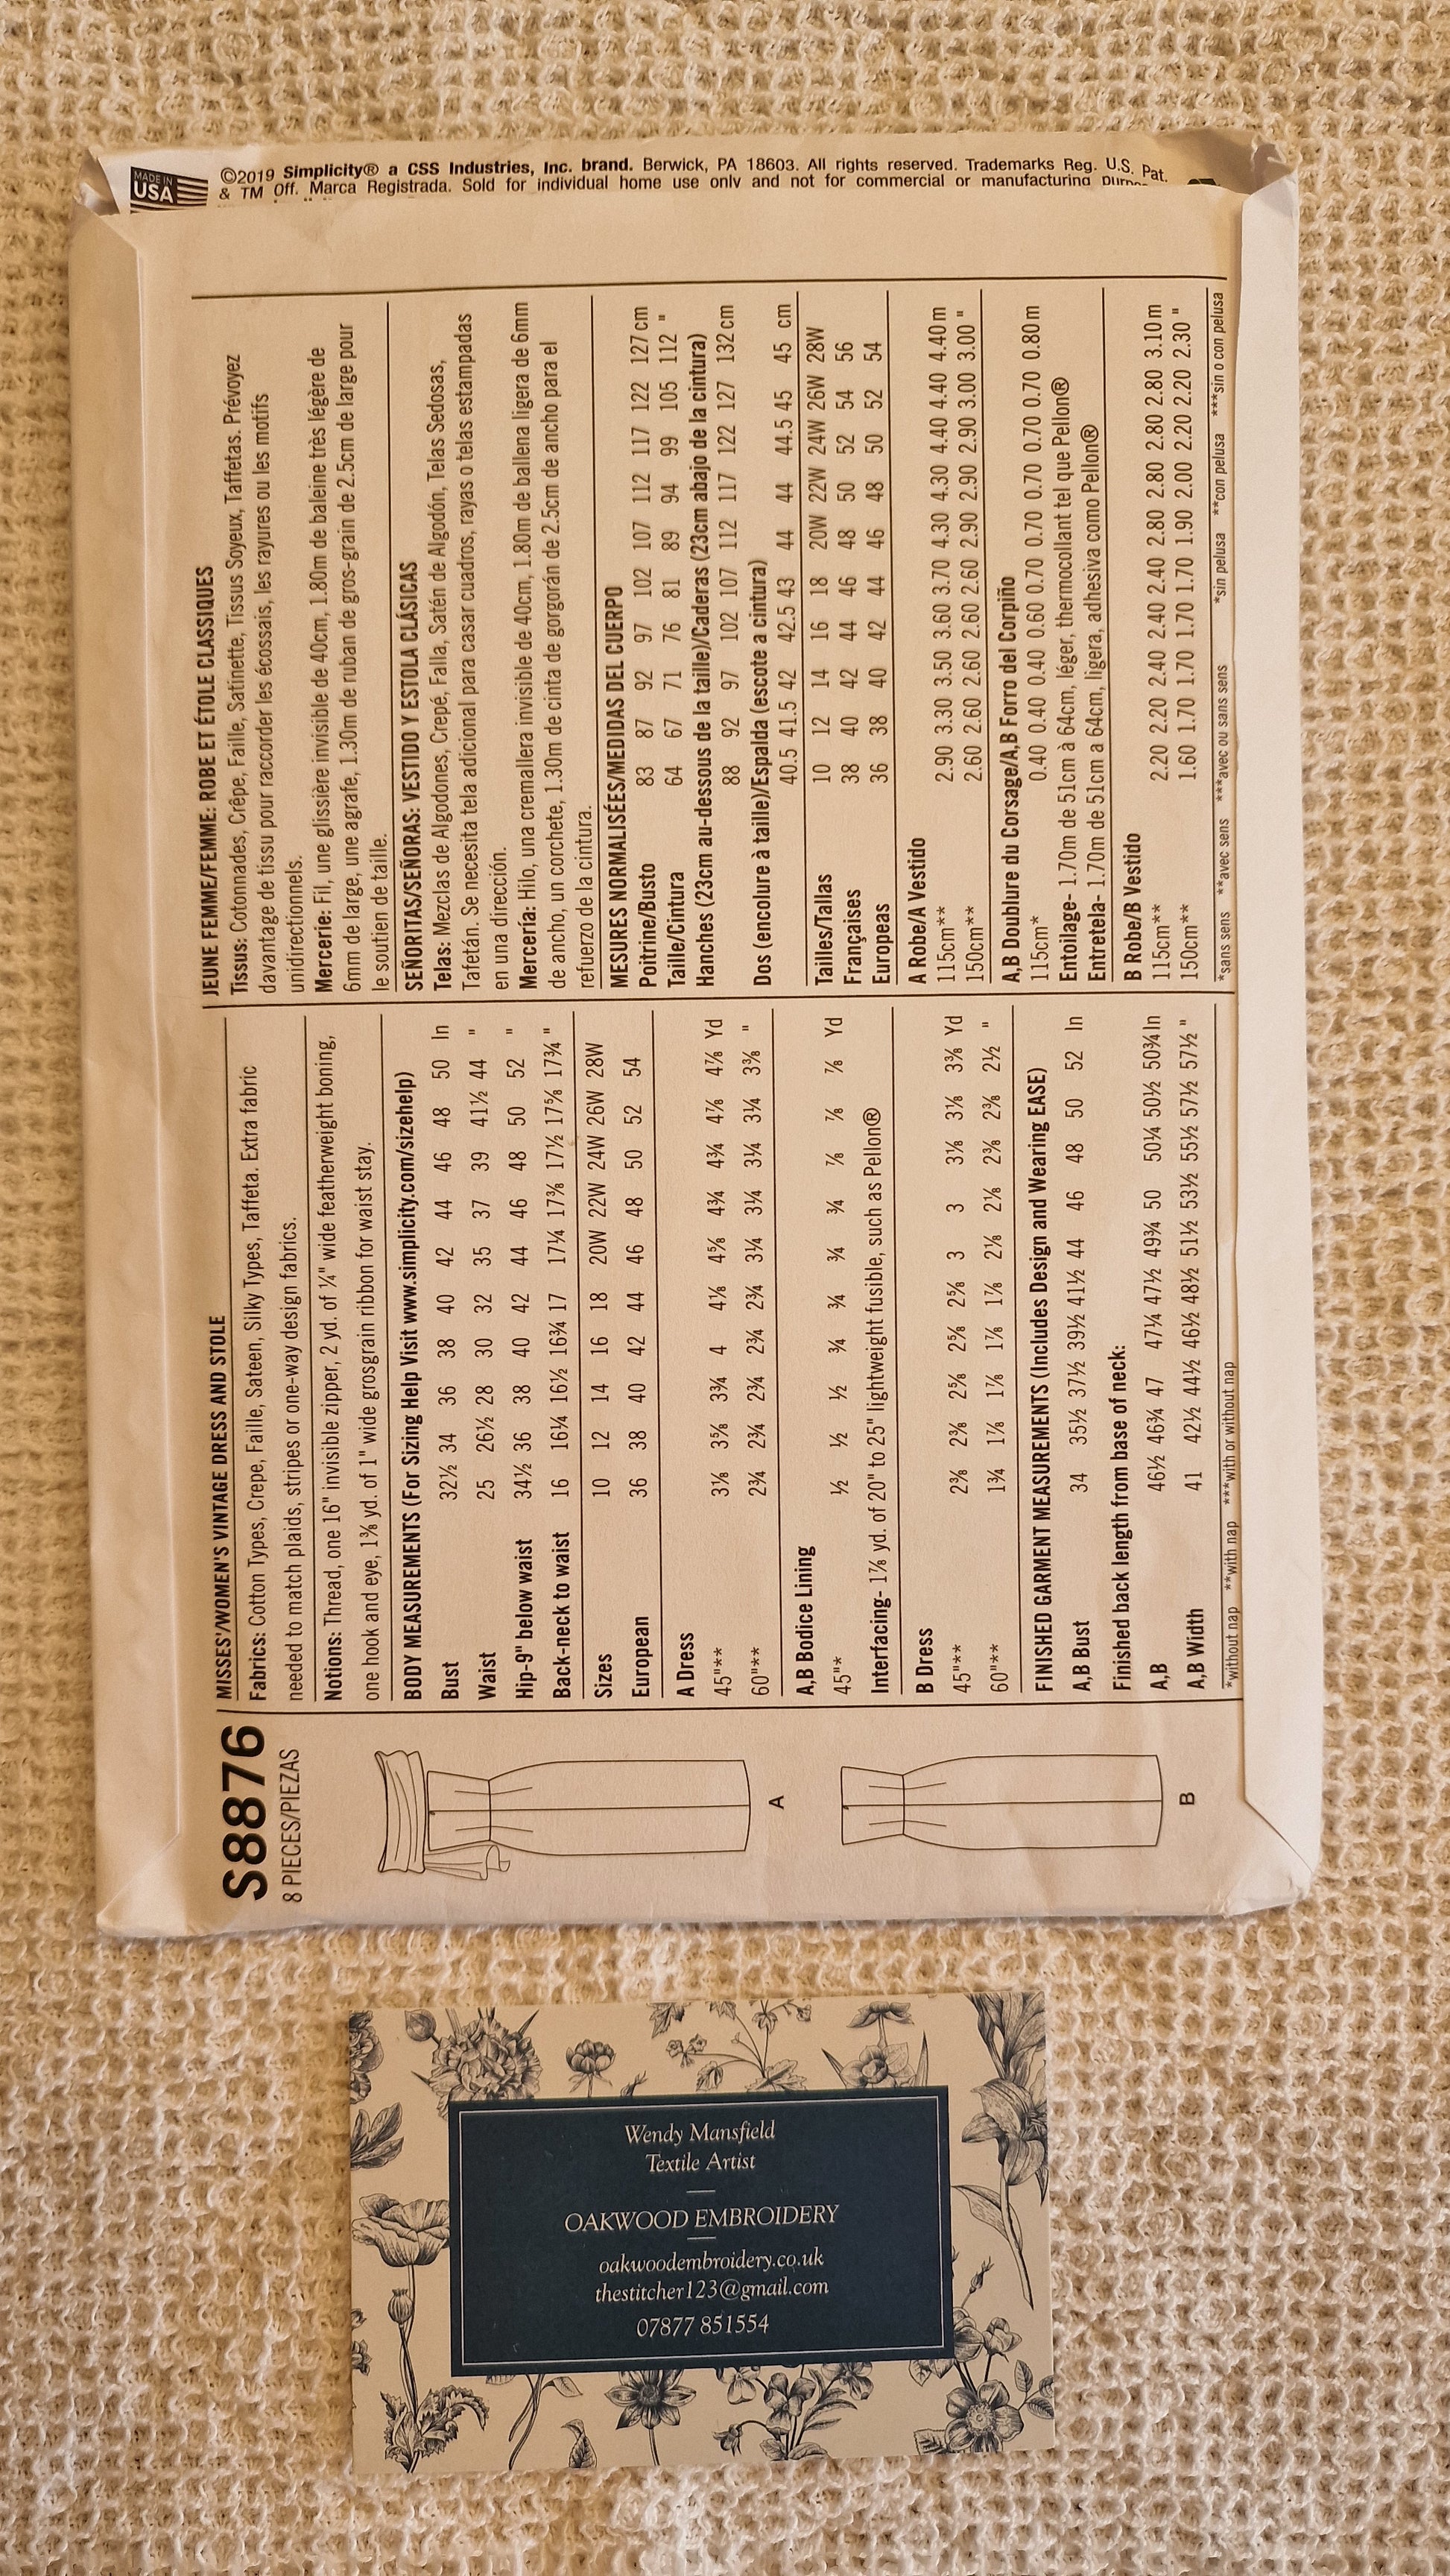 MADE IN
USA
©2019 Simplicity® a CSS Industries, Inc. brand. Berwick, PA 18603. All rights reserved. Trademarks Reg. U.S. Pat.
& TM Off. Marca Registrada. Sold for individual home use only and not for commercial or manufacturing
S8876
8 PIECES/PIEZAS
A
B
MISSES'/WOMEN'S VINTAGE DRESS AND STOLE
Fabrics: Cotton Types, Crepe, Faille, Sateen, Silky Types, Taffeta. Extra fabric
needed to match plaids, stripes or one-way design fabrics.
Notions: Thread, one 16" invisible zipper, 2 yd. of ¼" wide featherweight boning,
one hook and eye, 1⅜ yd. of 1" wide grosgrain ribbon for waist stay.
BODY MEASUREMENTS (For Sizing Help Visit www.simplicity.com/sizehelp)
Bust 32½ 34 36 38 40 42 44 46 48 50 In
Waist 25 26½ 28 30 32 35 37 39 41½ 44 "
Hip-9" below waist 34½ 36 38 40 42 44 46 48 50 52 "
Back-neck to waist 16 16¼ 16½ 16¾ 17 17¼ 17⅜ 17½ 17⅝ 17¾ "
Sizes 10 12 14 16 18 20W 22W 24W 26W 28W
European 36 38 40 42 44 46 48 50 52 54
A Dress
45"** 3⅛ 3⅝ 3¾ 4 4⅛ 4⅝ 4¾ 4¾ 4⅞ 4⅞ Yd
60"** 2¾ 2¾ 2¾ 2¾ 2¾ 3¼ 3¼ 3¼ 3¼ 3⅜ "
A,B Bodice Lining
45"* ½ ½ ½ ¾ ¾ ¾ ¾ ⅞ ⅞ ⅞ Yd
Interfacing- 1⅞ yd. of 20" to 25" lightweight fusible, such as Pellon®
B Dress
45"** 2⅜ 2⅜ 2⅝ 2⅝ 2⅝ 3 3 3⅛ 3⅛ 3⅜ Yd
60"** 1¾ 1⅞ 1⅞ 1⅞ 1⅞ 2⅛ 2⅛ 2⅜ 2⅜ 2½ "
FINISHED GARMENT MEASUREMENTS (Includes Design and Wearing EASE)
A,B Bust 34 35½ 37½ 39½ 41½ 44 46 48 50 52 In
Finished back length from base of neck:
A,B 46½ 46¾ 47 47¼ 47½ 49¾ 50 50¼ 50½ 50¾ In
A,B Width 41 42½ 44½ 46½ 48½ 51½ 53½ 55½ 57½ 57½ "
*without nap **with nap ***with or without nap
JEUNE FEMME/FEMME: ROBE ET ÉTOLE CLASSIQUES
Tissus: Cotonnades, Crêpe, Faille, Satinette, Tissus Soyeux, Taffetas. Prévoyez
davantage de tissu pour raccorder les écossais, les rayures ou les motifs
unidirectionnels.
Mercerie: Fil, une glissière invisible de 40cm, 1.80m de baleine très légère de
6mm de large, une agrafe, 1.30m de ruban de gros-grain de 2.5cm de large pour
le soutien de taille.
SEÑORITAS/SEÑORAS: VESTIDO Y ESTOLA CLÁSICAS
Telas: Mezclas de Algodones, Crepé, Falla, Satén de Algodón, Telas Sedosas,
Tafetán. Se necesita tela adicional para casar cuadros, rayas o telas estampadas
en una dirección.
Mercería: Hilo, una cremallera invisible de 40cm, 1.80m de ballena ligera de 6mm
de ancho, un corchete, 1.30m de cinta de gorgorán de 2.5cm de ancho para el
refuerzo de la cintura.
MESURES NORMALISÉES/MEDIDAS DEL CUERPO
Poitrine/Busto 83 87 92 97 102 107 112 117 122 127 cm
Taille/Cintura 64 67 71 76 81 89 94 99 105 112 "
Hanches (23cm au-dessous de la taille)/Caderas (23cm abajo de la cintura)
88 92 97 102 107 112 117 122 127 132 cm
Dos (encolure à taille)/Espalda (escote a cintura)
40.5 41.5 42 42.5 43 44 44 44.5 45 45 cm
Tailles/Tallas 10 12 14 16 18 20W 22W 24W 26W 28W
Françaises 38 40 42 44 46 48 50 52 54 56
Europeas 36 38 40 42 44 46 48 50 52 54
A Robe/A Vestido
115cm** 2.90 3.30 3.50 3.60 3.70 4.30 4.30 4.40 4.40 4.40 m
150cm** 2.60 2.60 2.60 2.60 2.60 2.90 2.90 2.90 3.00 3.00 "
A,B Doublure du Corsage/A,B Forro del Corpiño
115cm* 0.40 0.40 0.40 0.60 0.70 0.70 0.70 0.70 0.70 0.80 m
Entoilage- 1.70m de 51cm à 64cm, léger, thermocollant tel que Pellon®
Entretela- 1.70m de 51cm a 64cm, ligera, adhesiva como Pellon®
B Robe/B Vestido
115cm** 2.20 2.20 2.40 2.40 2.40 2.80 2.80 2.80 2.80 3.10 m
150cm** 1.60 1.70 1.70 1.70 1.70 1.90 2.00 2.20 2.20 2.30 "
*sans sens **avec sens ***avec ou sans sens *sin pelusa **con pelusa ***sin o con pelusa
Wendy Mansfield
Textile Artist
OAKWOOD EMBROIDERY
oakwoodembroidery.co.uk
thestitcher123@gmail.com
07877 851554